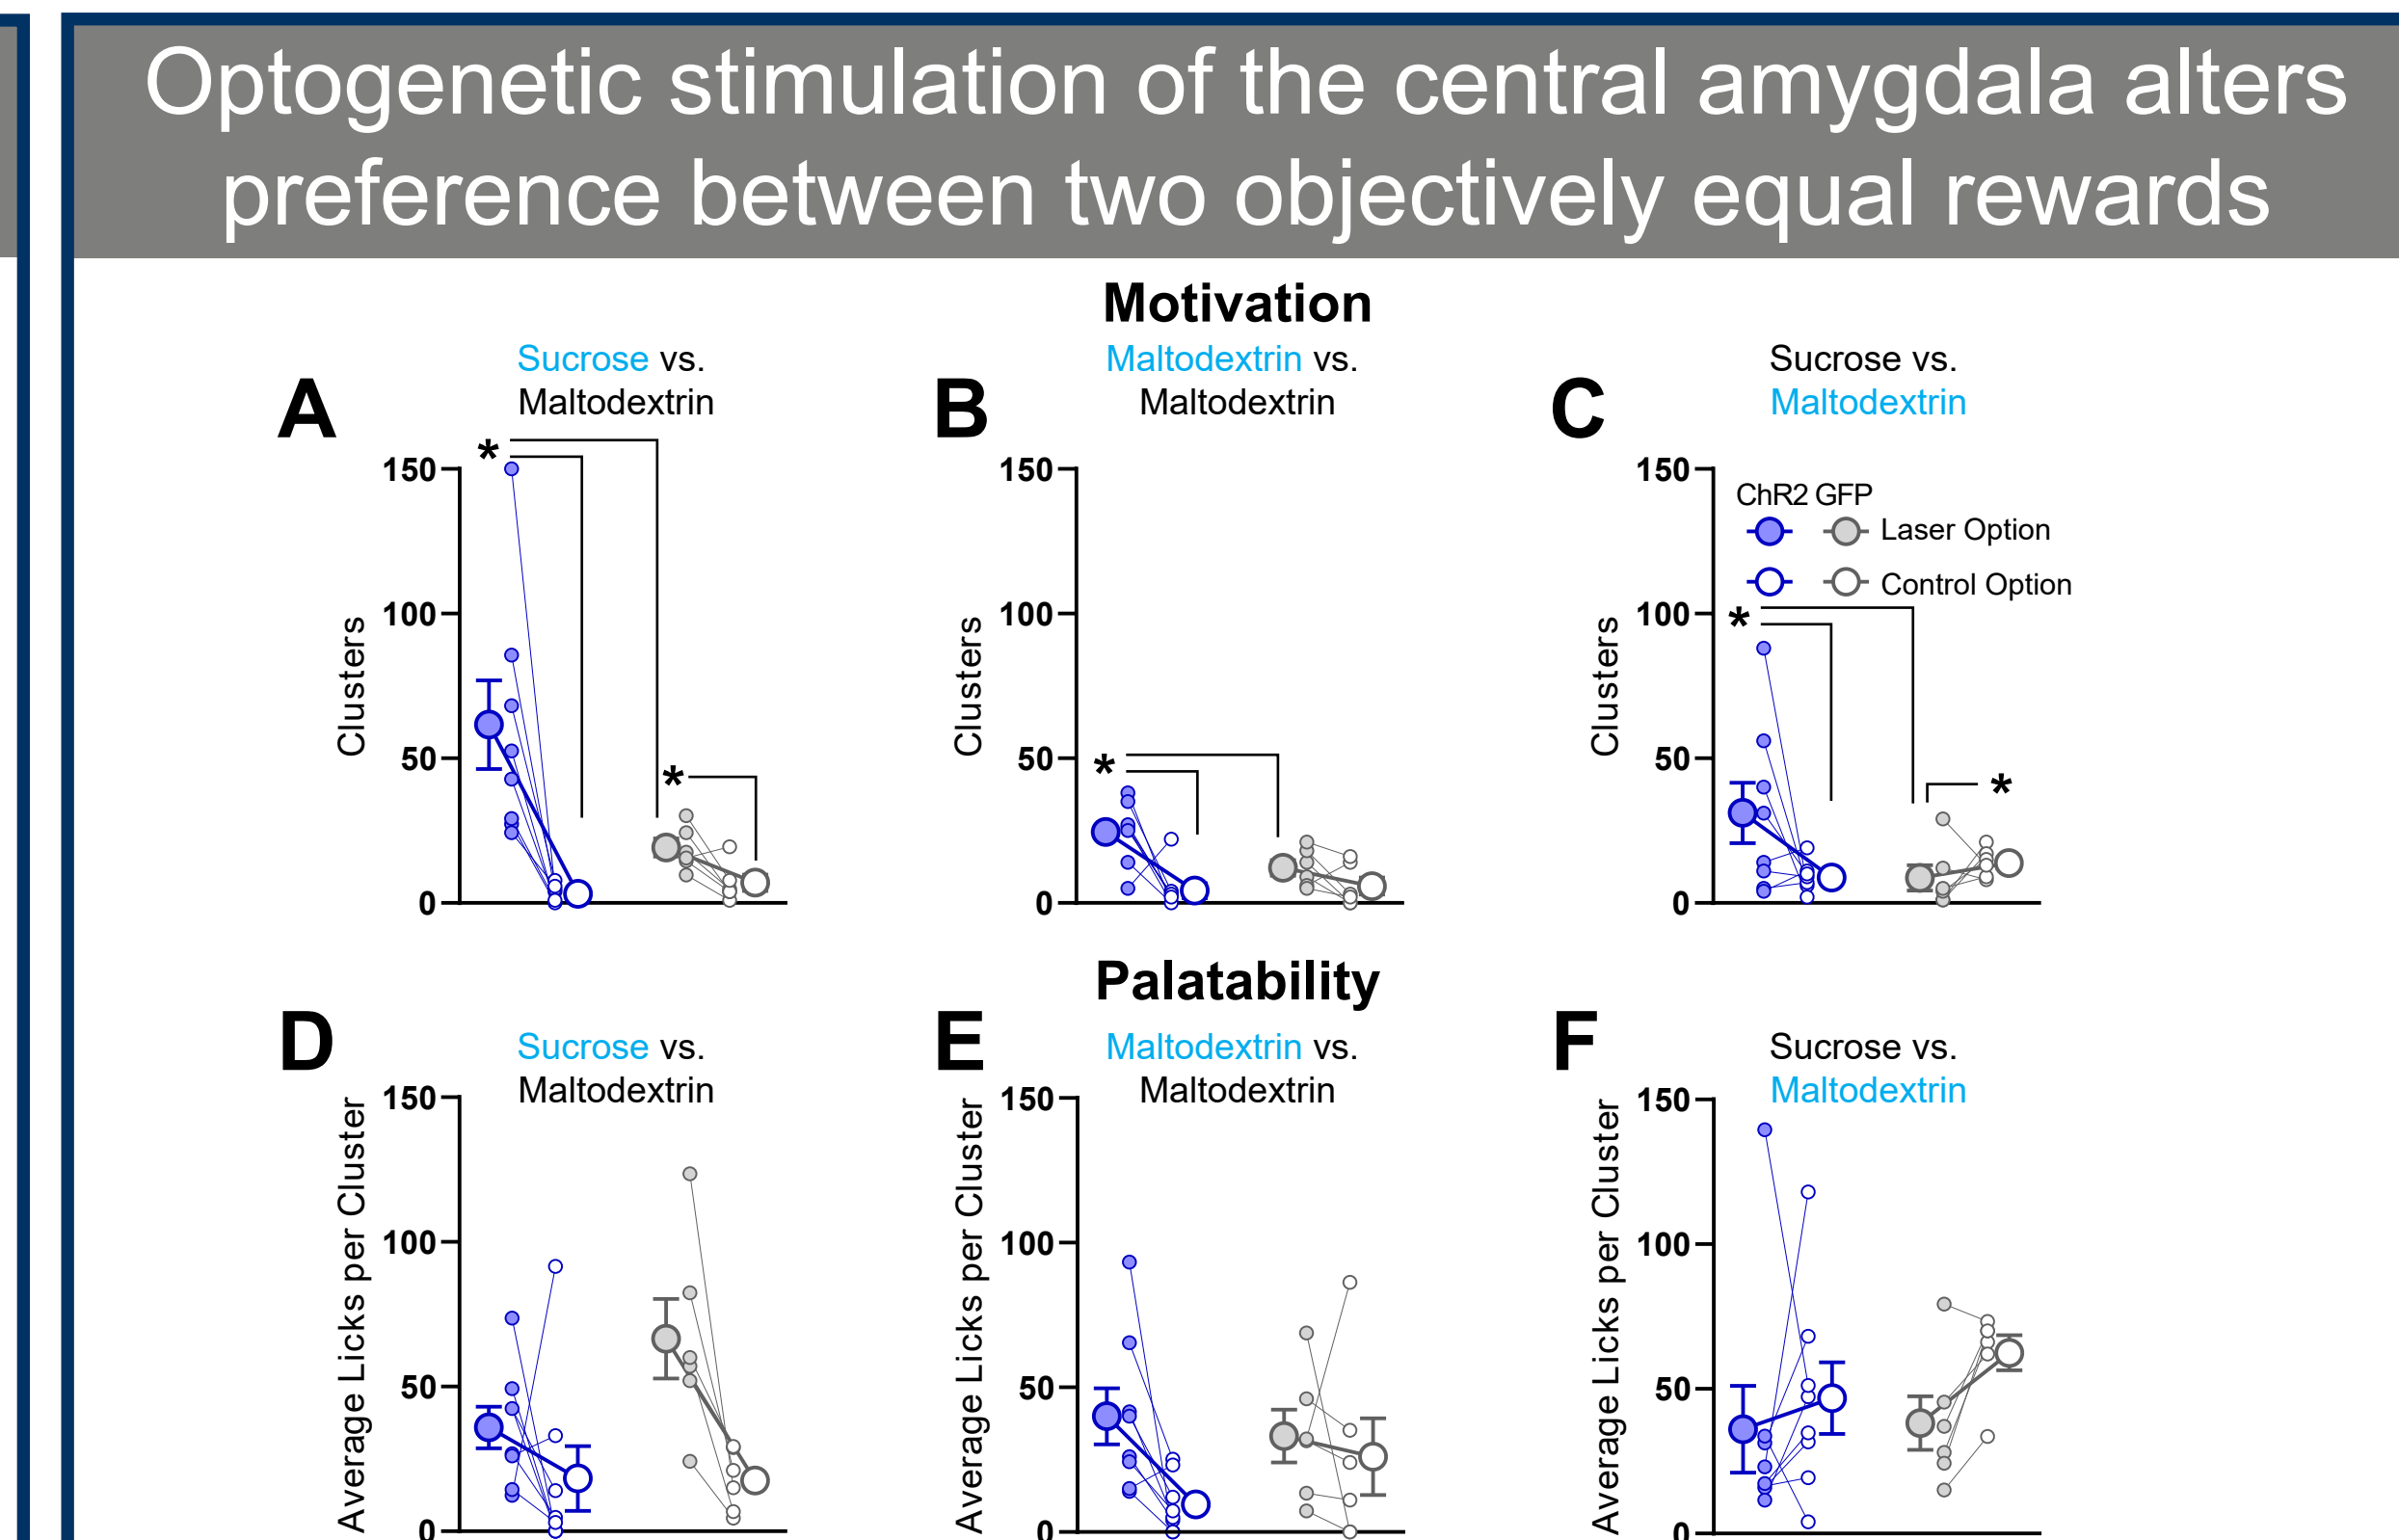 Optogenetic stimulation of the central amygdala alters
preference between two objectively equal rewards
Motivation
A
Sucrose vs.
Maltodextrin
*
*
150
100
50
0
Clusters
B
Maltodextrin vs.
Maltodextrin
*
150
100
50
0
Clusters
C
Sucrose vs.
Maltodextrin
ChR2 GFP
Laser Option
Control Option
*
*
150
100
50
0
Clusters
Palatability
D
Sucrose vs.
Maltodextrin
150
100
50
0
Average Licks per Cluster
E
Maltodextrin vs.
Maltodextrin
150
100
50
0
Average Licks per Cluster
F
Sucrose vs.
Maltodextrin
150
100
50
0
Average Licks per Cluster